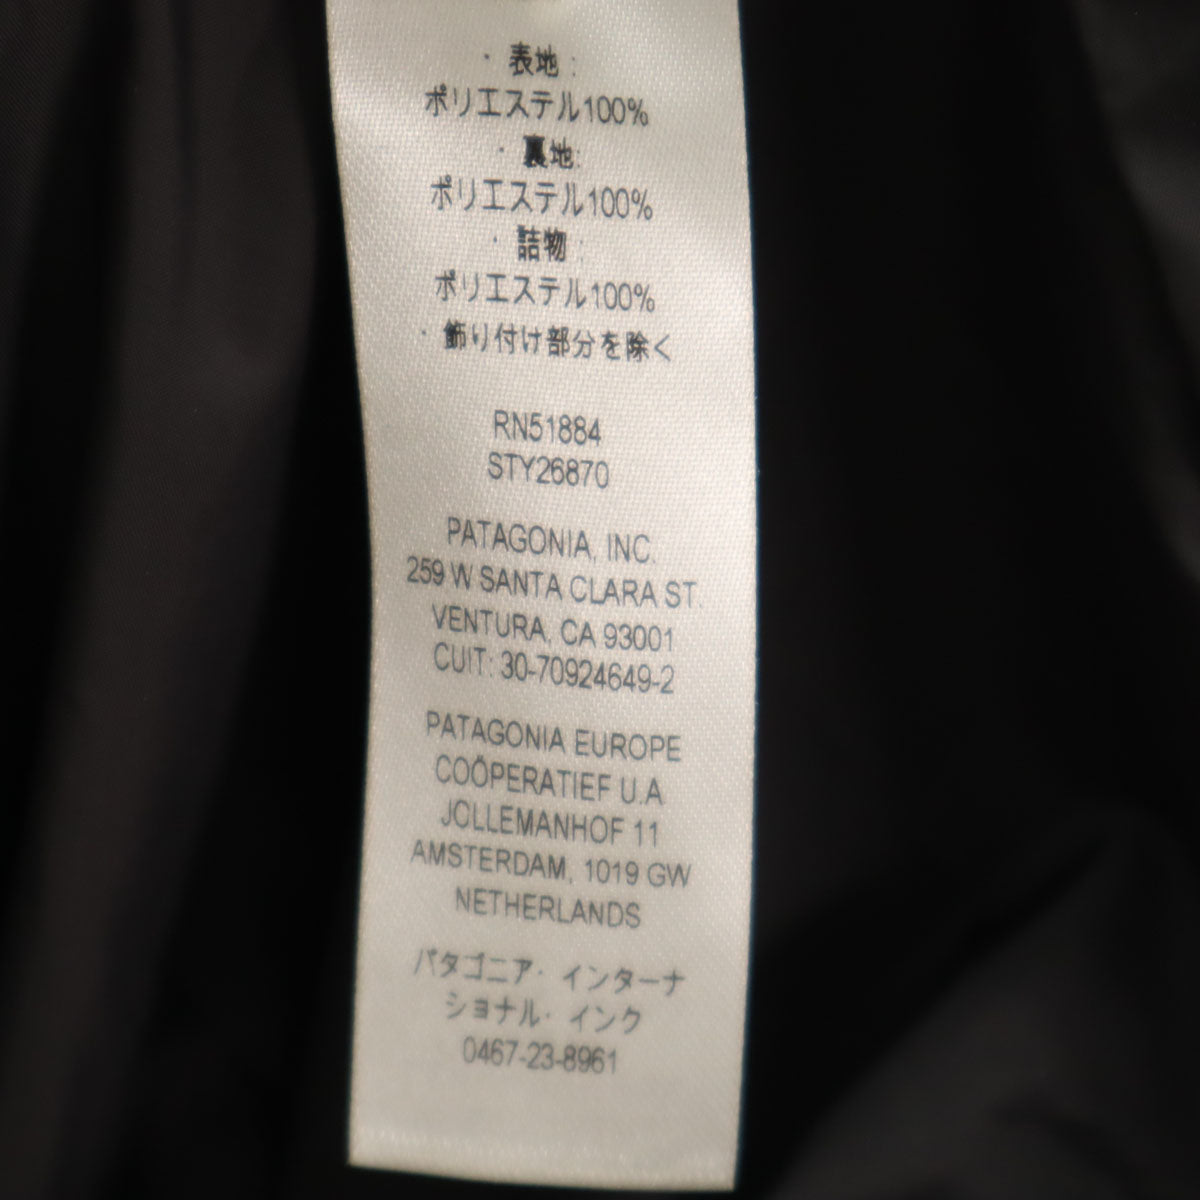 ・表地：
ポリエステル100%
・裏地:
ポリエステル100%
・詰物：
ポリエステル100%
・飾り付け部分を除く
RN51884
STY26870
PATAGONIA, INC.
259 W SANTA CLARA ST.
VENTURA, CA 93001
CUIT: 30-70924649-2
PATAGONIA EUROPE
COÖPERATIEF U.A
JOLLEMANHOF 11
AMSTERDAM, 1019 GW
NETHERLANDS
パタゴニア・インターナ
ショナル・インク
0467-23-8961